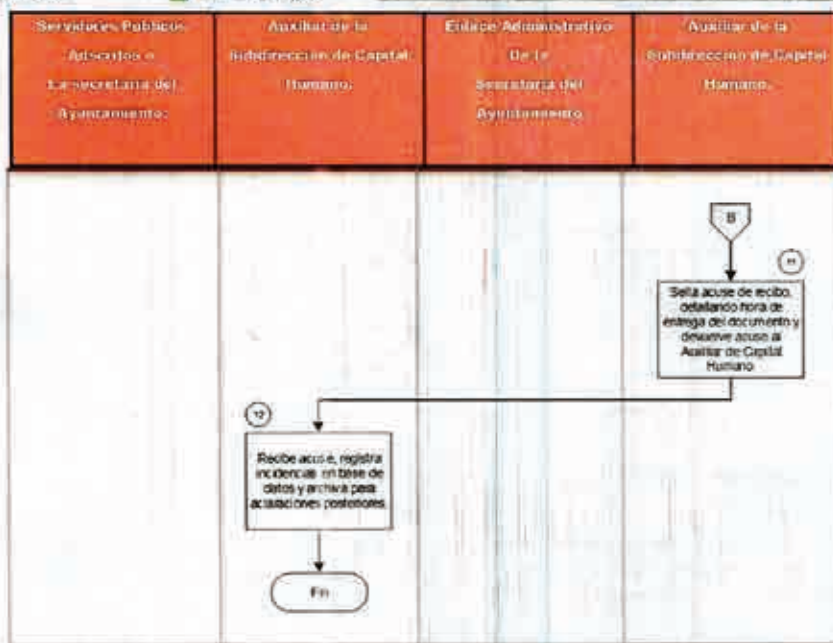 Servidores Públicos
Adscritos a
La Secretaría del
Ayuntamiento.
Auxiliar de la
Subdirección de Capital
Humano.
Enlace Administrativo
De la
Secretaría del
Ayuntamiento
Auxiliar de la
Subdirección de Capital
Humano.
B
11
Sella acuse de recibo,
detallando hora de
entrega del documento y
devuelve acuse al
Auxiliar de Capital
Humano
12
Recibe acuse, registra
incidencias en base de
datos y archiva para
aclaraciones posteriores.
Fin